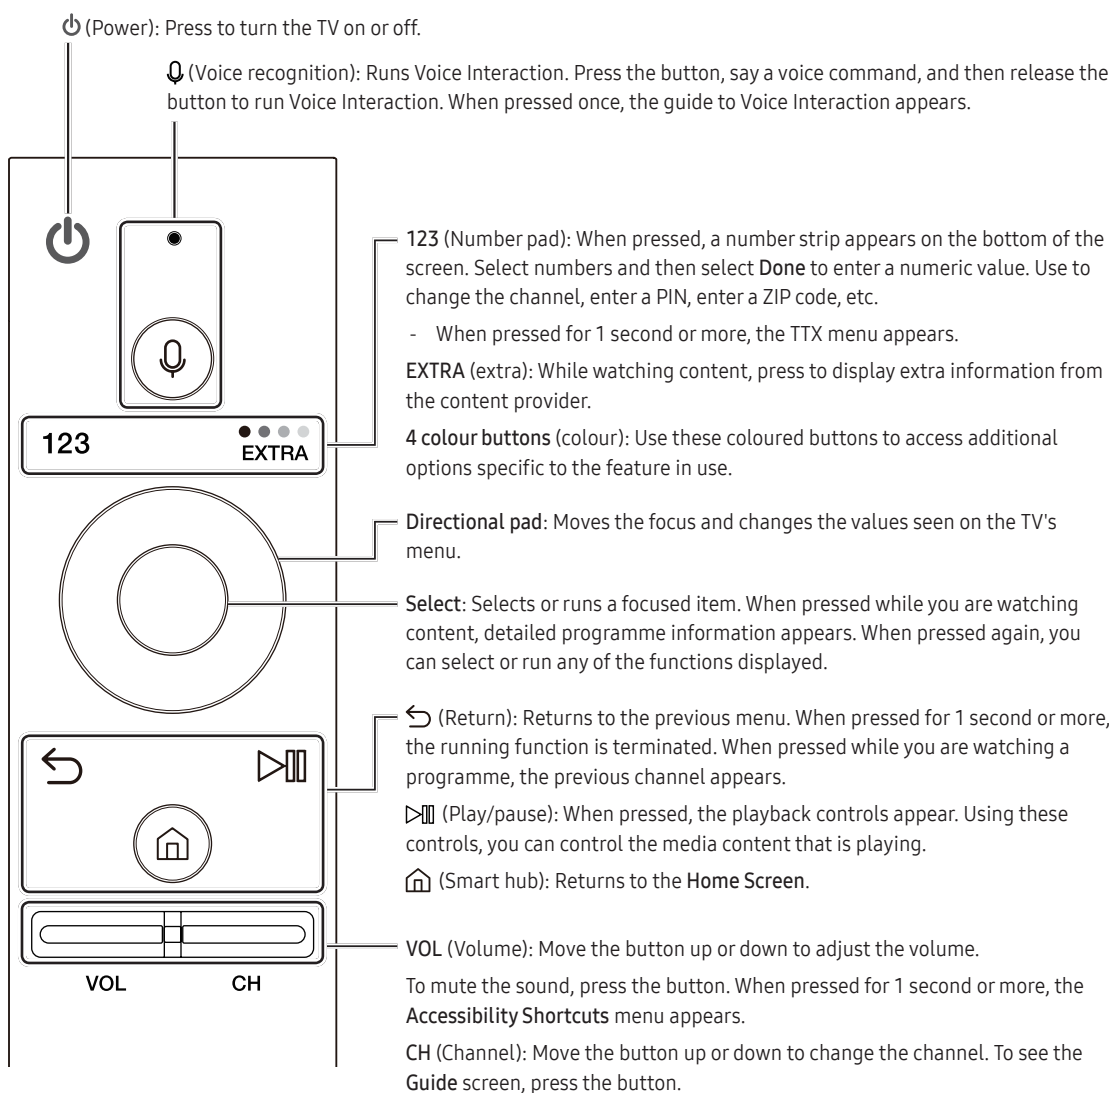 (Power): Press to turn the TV on or off.
(Voice recognition): Runs Voice Interaction. Press the button, say a voice command, and then release the
button to run Voice Interaction. When pressed once, the guide to Voice Interaction appears.
123 (Number pad): When pressed, a number strip appears on the bottom of the
screen. Select numbers and then select Done to enter a numeric value. Use to
change the channel, enter a PIN, enter a ZIP code, etc.
- When pressed for 1 second or more, the TTX menu appears.
EXTRA (extra): While watching content, press to display extra information from
the content provider.
4 colour buttons (colour): Use these coloured buttons to access additional
options specific to the feature in use.
123
EXTRA
Directional pad: Moves the focus and changes the values seen on the TV's
menu.
Select: Selects or runs a focused item. When pressed while you are watching
content, detailed programme information appears. When pressed again, you
can select or run any of the functions displayed.
(Return): Returns to the previous menu. When pressed for 1 second or more,
the running function is terminated. When pressed while you are watching a
programme, the previous channel appears.
(Play/pause): When pressed, the playback controls appear. Using these
controls, you can control the media content that is playing.
(Smart hub): Returns to the Home Screen.
VOL (Volume): Move the button up or down to adjust the volume.
To mute the sound, press the button. When pressed for 1 second or more, the
Accessibility Shortcuts menu appears.
CH (Channel): Move the button up or down to change the channel. To see the
Guide screen, press the button.
VOL
CH